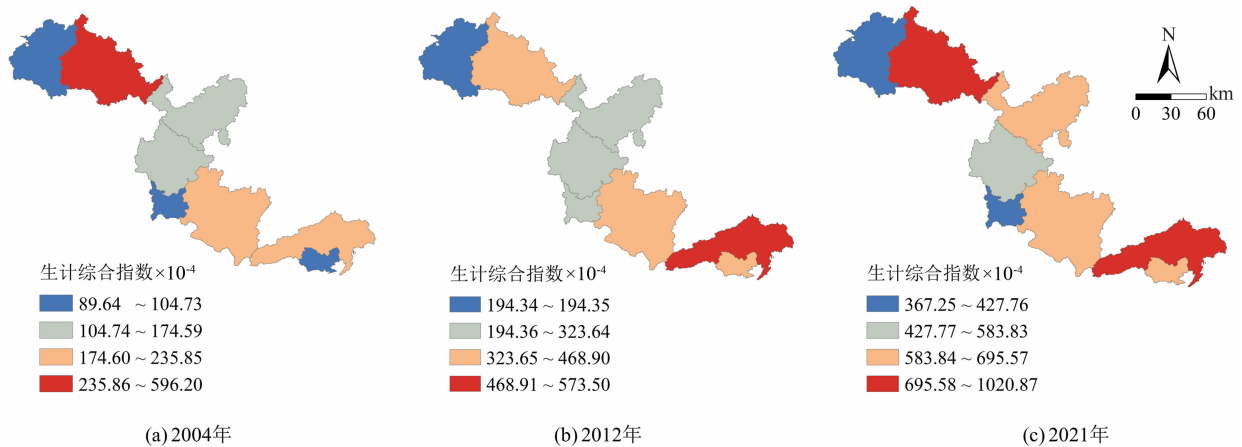 N
km
0 30 60
生计综合指数×10-4
89.64 ~ 104.73
104.74 ~ 174.59
174.60 ~ 235.85
235.86 ~ 596.20
(a) 2004年
生计综合指数×10-4
194.34 ~ 194.35
194.36 ~ 323.64
323.65 ~ 468.90
468.91 ~ 573.50
(b) 2012年
生计综合指数×10-4
367.25 ~ 427.76
427.77 ~ 583.83
583.84 ~ 695.57
695.58 ~ 1020.87
(c) 2021年